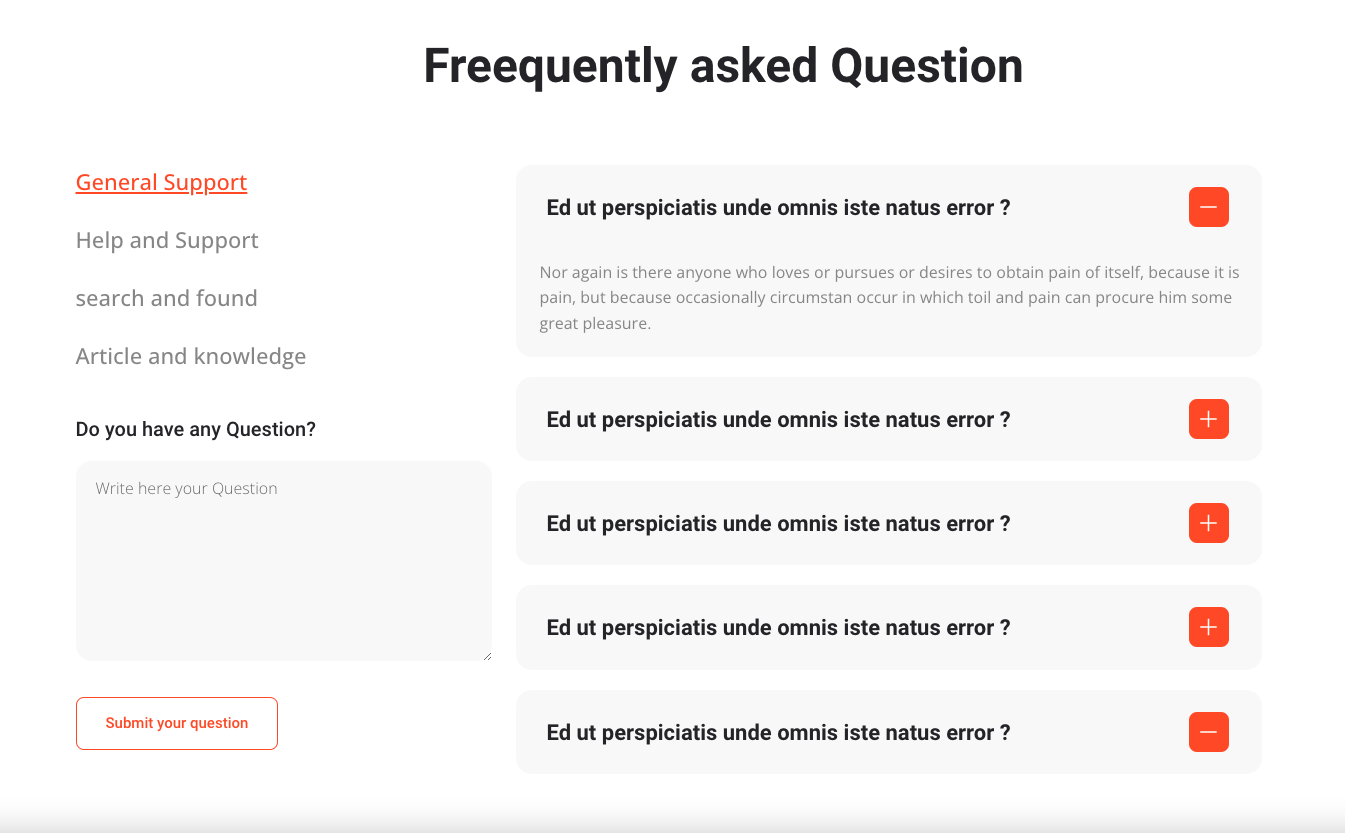 Freequently asked Question
General Support
Help and Support
search and found
Article and knowledge
Do you have any Question?
Write here your Question
Submit your question
Ed ut perspiciatis unde omnis iste natus error ?
Nor again is there anyone who loves or pursues or desires to obtain pain of itself, because it is
pain, but because occasionally circumstan occur in which toil and pain can procure him some
great pleasure.
Ed ut perspiciatis unde omnis iste natus error ?
Ed ut perspiciatis unde omnis iste natus error ?
Ed ut perspiciatis unde omnis iste natus error ?
Ed ut perspiciatis unde omnis iste natus error ?